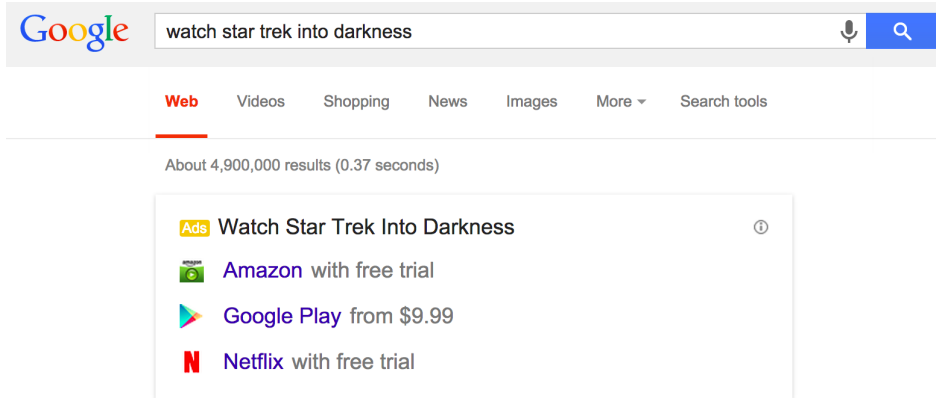 Google watch star trek into darkness
Web Videos Shopping News Images More Search tools
About 4,900,000 results (0.37 seconds)
Ads Watch Star Trek Into Darkness
Amazon with free trial
Google Play from $9.99
N Netflix with free trial